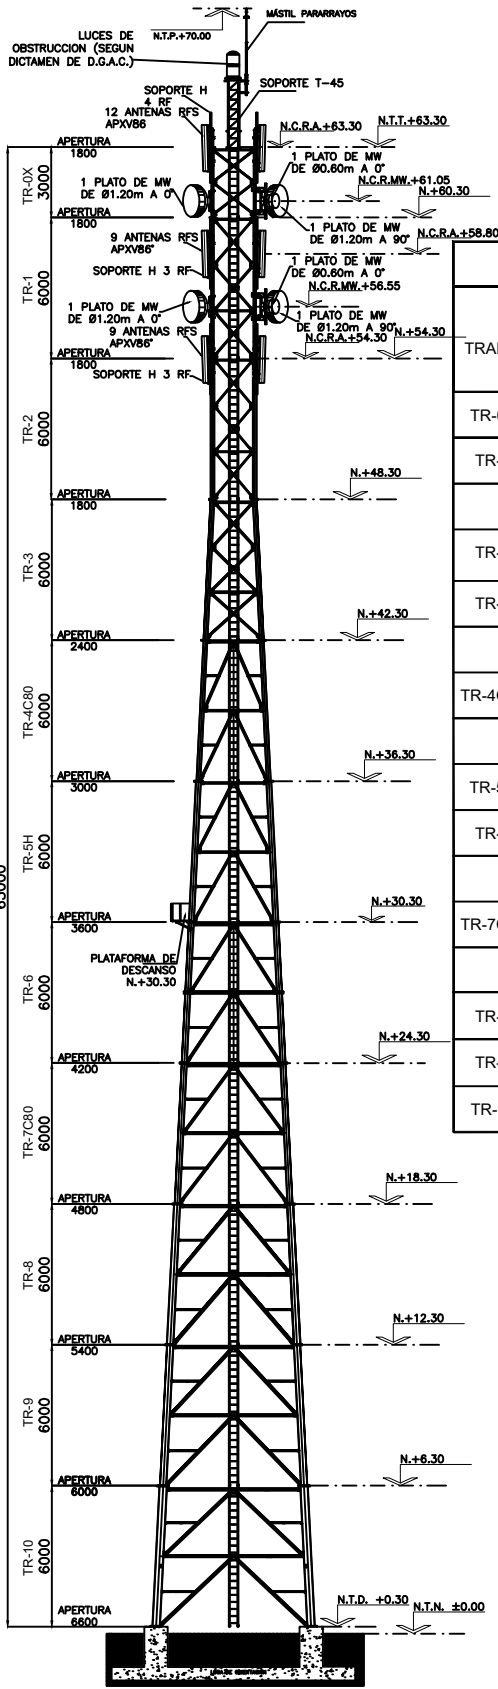 MÁSTIL PARARRAYOS
N.T.P.+70.00
LUCES DE
OBSTRUCCION (SEGUN
DICTAMEN DE D.G.A.C.)
SOPORTE T-45
SOPORTE H
4 RF
12 ANTENAS RFS
APXV86
N.C.R.A.+63.30
N.T.T.+63.30
APERTURA
1800
TR-0X
3000
1 PLATO DE MW
DE Ø0.60m A 0°
N.C.R.MW.+61.05
1 PLATO DE MW
DE Ø1.20m A 0°
N.+60.30
1800
1 PLATO DE MW
DE Ø1.20m A 90°
N.C.R.A.+58.80
9 ANTENAS RFS
APXV86°
1 PLATO DE MW
DE Ø0.60m A 0°
TR-1
6000
SOPORTE H 3 RF
N.C.R.MW.+56.55
1 PLATO DE MW
DE Ø1.20m A 0°
1 PLATO DE MW
DE Ø1.20m A 90°
9 ANTENAS RFS
APXV86°
N.C.R.A.+54.30
N.+54.30
APERTURA
1800
SOPORTE H 3 RF
TR-2
6000
N.+48.30
APERTURA
1800
TR-3
6000
N.+42.30
APERTURA
2400
TR-4C80
6000
N.+36.30
APERTURA
3000
TR-5H
6000
N.+30.30
APERTURA
3600
PLATAFORMA DE
DESCANSO
N.+30.30
TR-6
6000
N.+24.30
APERTURA
4200
TR-7C80
6000
N.+18.30
APERTURA
4800
TR-8
6000
N.+12.30
APERTURA
5400
TR-9
6000
N.+6.30
APERTURA
6000
TR-10
6000
N.T.D. +0.30
N.T.N. ±0.00
APERTURA
6600